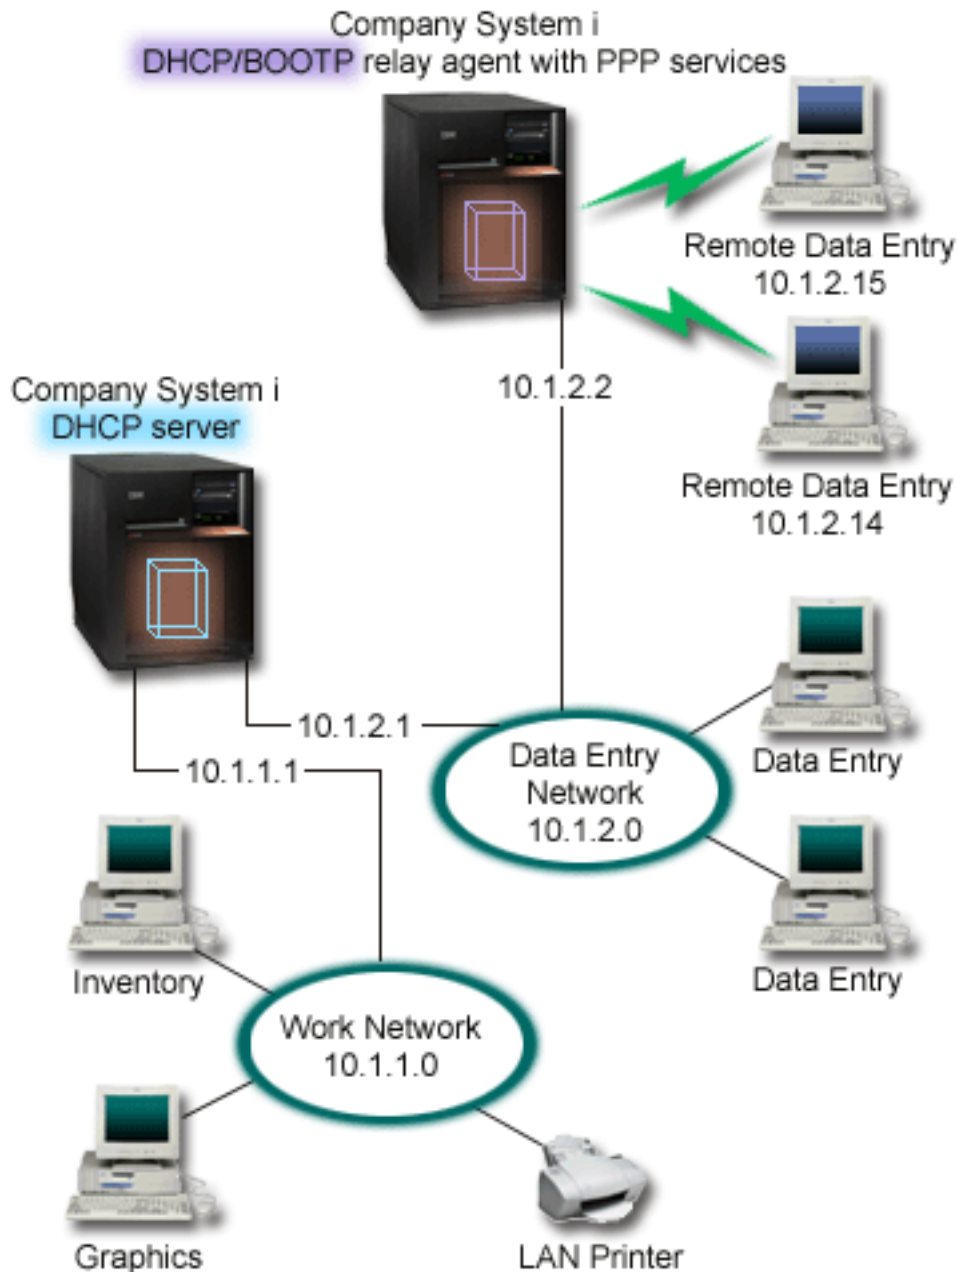 Company System i
DHCP/BOOTP relay agent with PPP services
Remote Data Entry
10.1.2.15
10.1.2.2
Company System i
DHCP server
Remote Data Entry
10.1.2.14
10.1.2.1
10.1.1.1
Data Entry
Network
10.1.2.0
Data Entry
Data Entry
Inventory
Work Network
10.1.1.0
Graphics
LAN Printer